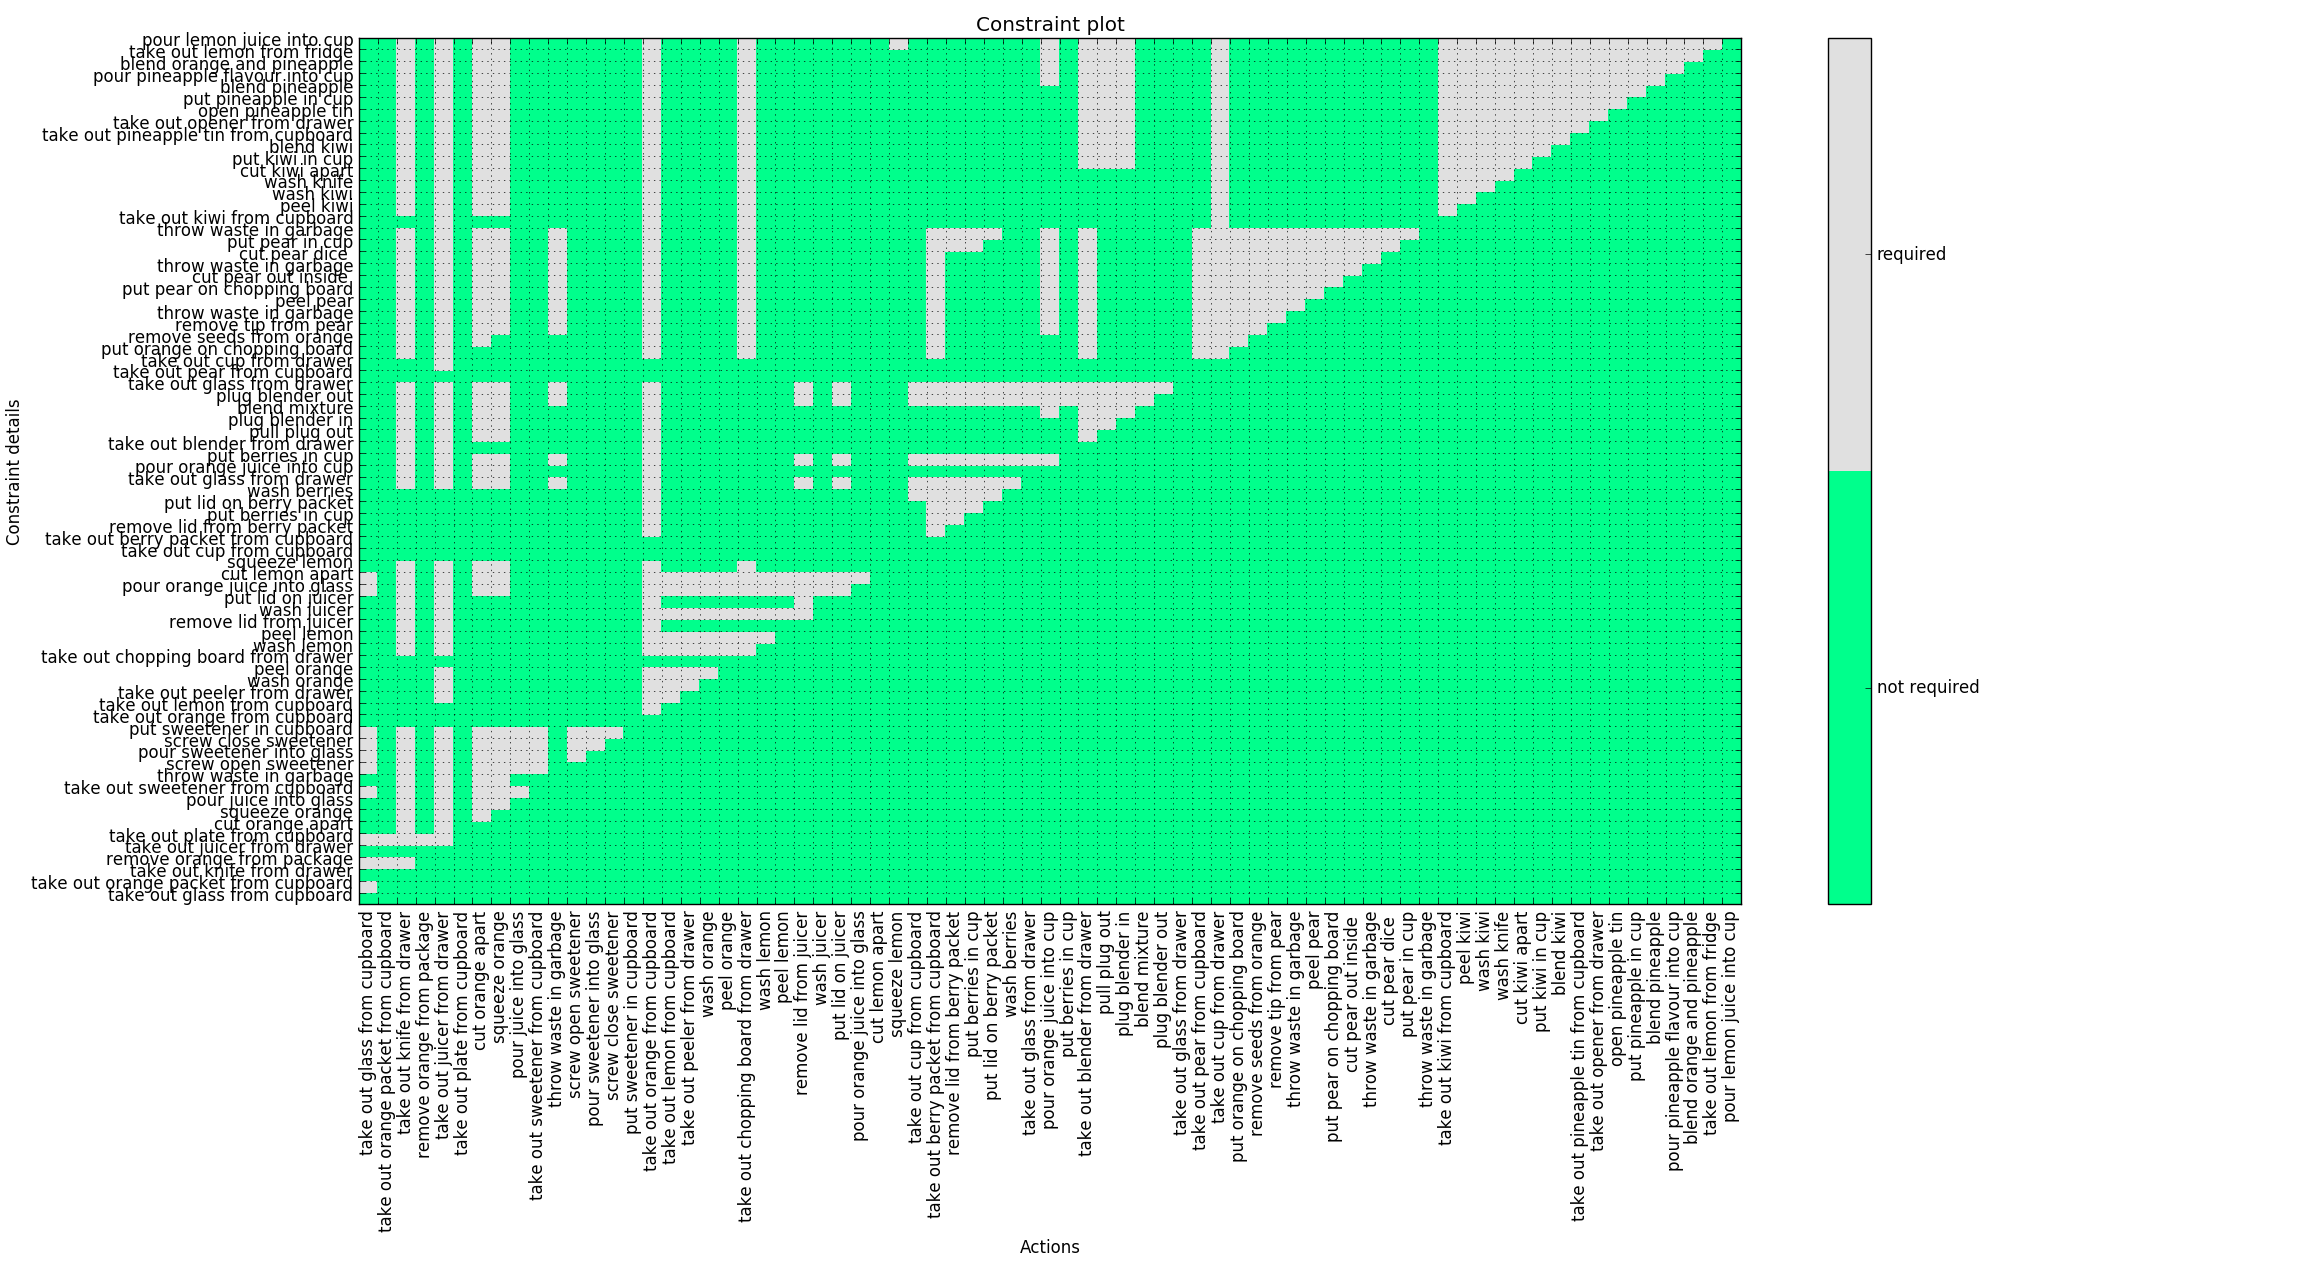 Constraint plot
pour lemon juice into cup
take out lemon from fridge
blend orange and pineapple
pour pineapple flavour into cup
blend pineapple
put pineapple in cup
open pineapple tin
take out opener from drawer
take out pineapple tin from cupboard
blend kiwi
put kiwi in cup
cut kiwi apart
wash knife
wash kiwi
peel kiwi
take out kiwi from cupboard
throw waste in garbage
put pear in cup
cut pear dice
throw waste in garbage
cut pear out inside
put pear on chopping board
peel pear
throw waste in garbage
remove tip from pear
remove seeds from orange
put orange on chopping board
take out cup from drawer
take out pear from cupboard
take out glass from drawer
plug blender out
blend mixture
plug blender in
pull plug out
take out blender from drawer
put berries in cup
pour orange juice into cup
take out glass from drawer
wash berries
put lid on berry packet
put berries in cup
remove lid from berry packet
take out berry packet from cupboard
take out cup from cupboard
squeeze lemon
cut lemon apart
pour orange juice into glass
put lid on juicer
wash juicer
remove lid from juicer
peel lemon
wash lemon
take out chopping board from drawer
peel orange
wash orange
take out peeler from drawer
take out lemon from cupboard
take out orange from cupboard
put sweetener in cupboard
screw close sweetener
pour sweetener into glass
screw open sweetener
throw waste in garbage
take out sweetener from cupboard
pour juice into glass
squeeze orange
cut orange apart
take out plate from cupboard
take out juicer from drawer
remove orange from package
take out knife from drawer
take out orange packet from cupboard
take out glass from cupboard
Constraint details
take out glass from cupboard
take out orange packet from cupboard
take out knife from drawer
remove orange from package
take out juicer from drawer
take out plate from cupboard
cut orange apart
squeeze orange
pour juice into glass
take out sweetener from cupboard
throw waste in garbage
screw open sweetener
pour sweetener into glass
screw close sweetener
put sweetener in cupboard
take out orange from cupboard
take out lemon from cupboard
take out peeler from drawer
wash orange
peel orange
take out chopping board from drawer
wash lemon
peel lemon
remove lid from juicer
wash juicer
put lid on juicer
pour orange juice into glass
cut lemon apart
squeeze lemon
take out cup from cupboard
take out berry packet from cupboard
remove lid from berry packet
put berries in cup
put lid on berry packet
wash berries
take out glass from drawer
pour orange juice into cup
put berries in cup
take out blender from drawer
pull plug out
plug blender in
blend mixture
plug blender out
take out glass from drawer
take out pear from cupboard
take out cup from drawer
put orange on chopping board
remove seeds from orange
remove tip from pear
throw waste in garbage
peel pear
put pear on chopping board
cut pear out inside
throw waste in garbage
cut pear dice
put pear in cup
throw waste in garbage
take out kiwi from cupboard
peel kiwi
wash kiwi
wash knife
cut kiwi apart
put kiwi in cup
blend kiwi
take out pineapple tin from cupboard
take out opener from drawer
open pineapple tin
put pineapple in cup
blend pineapple
pour pineapple flavour into cup
blend orange and pineapple
take out lemon from fridge
pour lemon juice into cup
Actions
required
not required